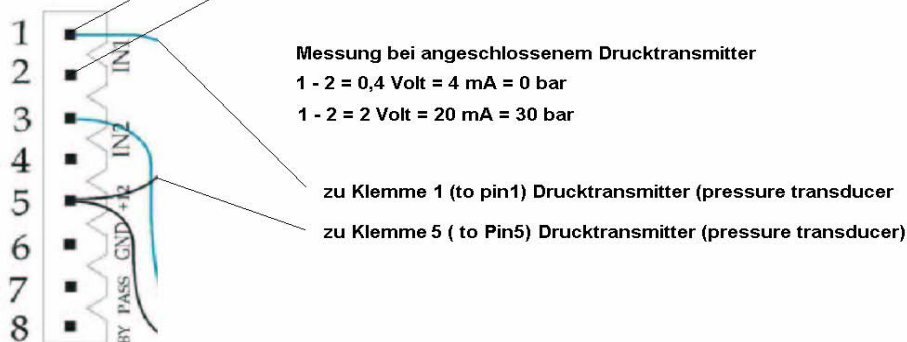 1
2
3
4
5
6
7
8
IN1
IN2
+12
GND
BY PASS
Messung bei angeschlossenem Drucktransmitter
1 - 2 = 0,4 Volt = 4 mA = 0 bar
1 - 2 = 2 Volt = 20 mA = 30 bar
zu Klemme 1 (to pin1) Drucktransmitter (pressure transducer
zu Klemme 5 ( to Pin5) Drucktransmitter (pressure transducer)